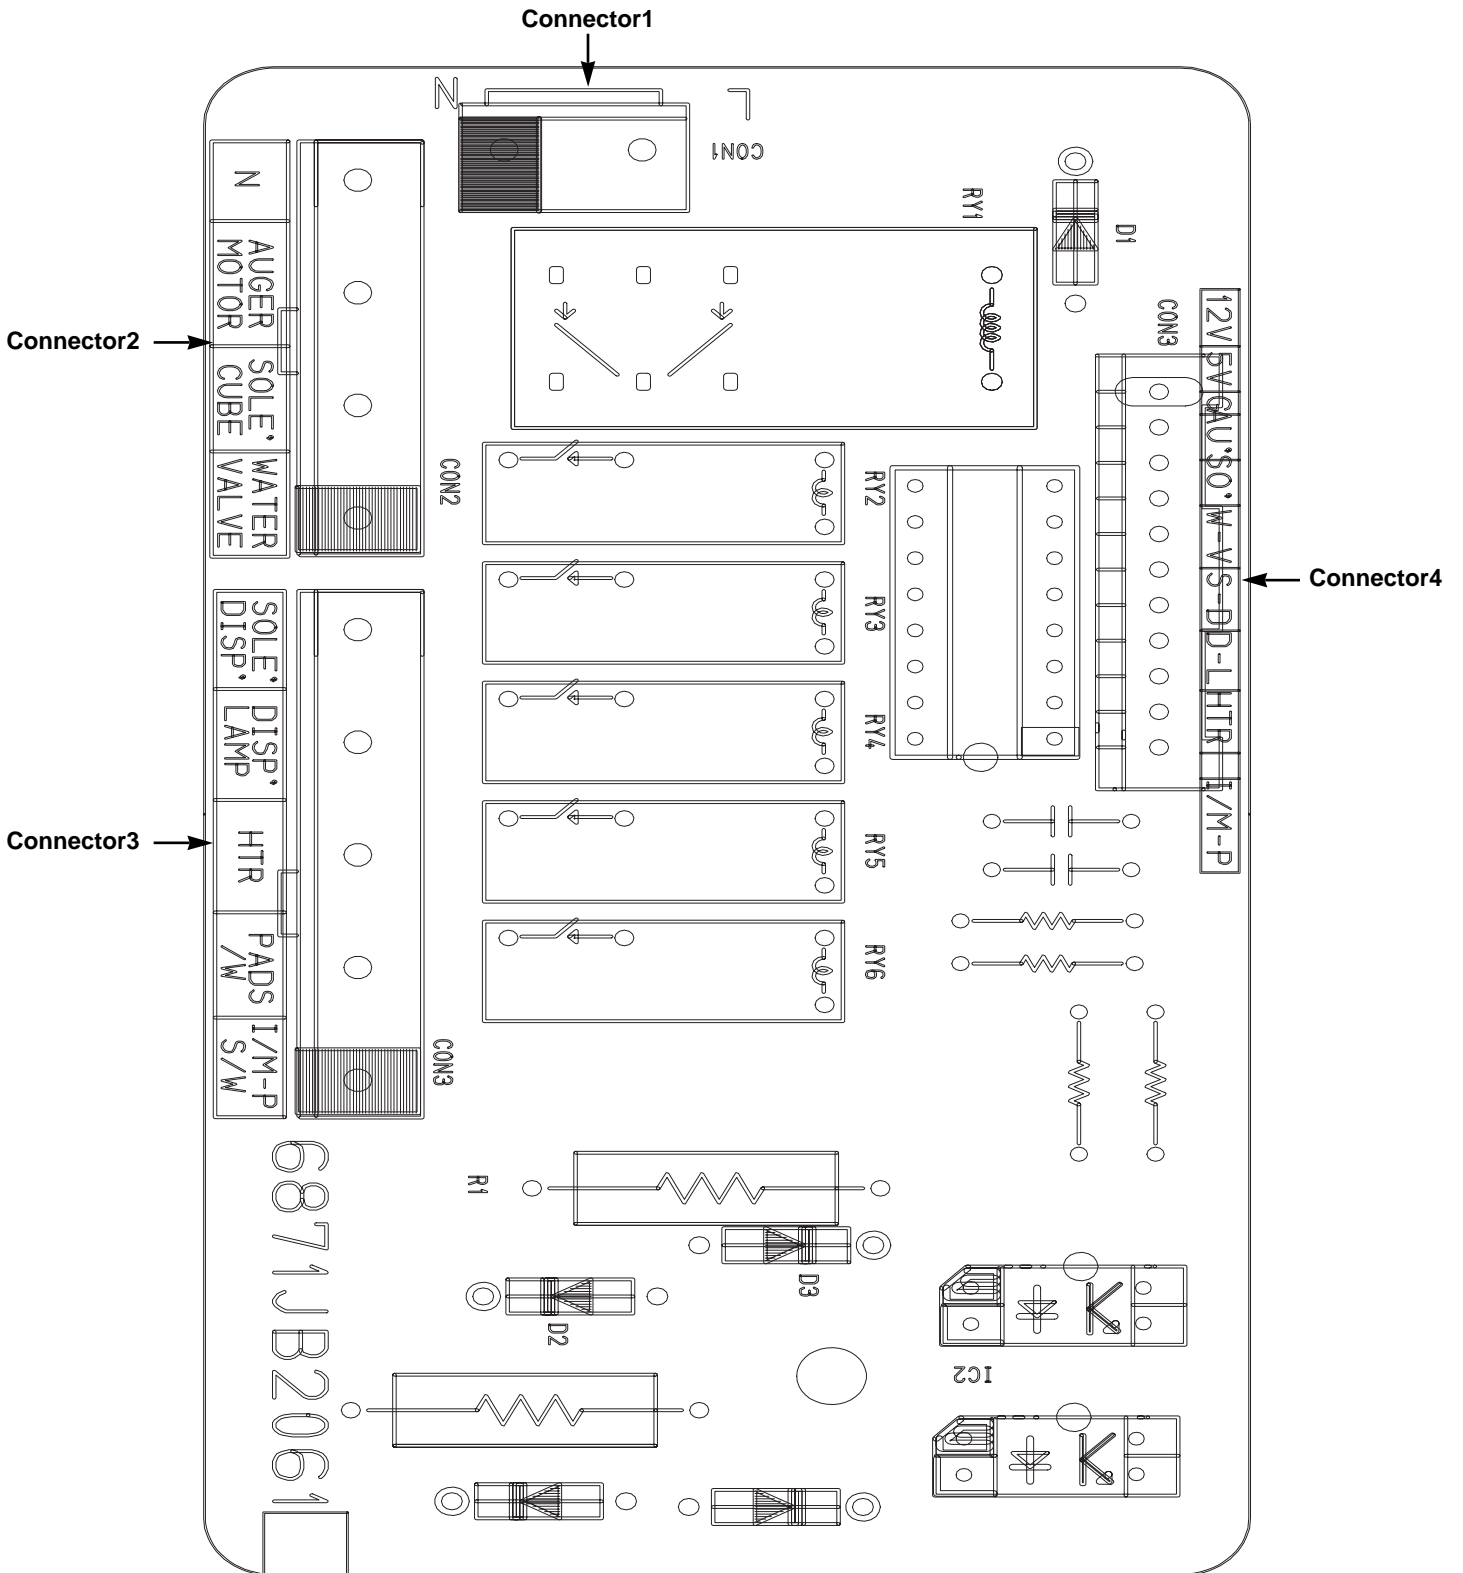 Connector1
N
L
CON1
N
AUGER
MOTOR
SOLE'
CUBE
WATER
VALVE
CON2
RY1
D1
CON3
12V
5V
GAU'SO'
W-V
S-D
D-L
HTR
I/M-P
Connector2
Connector4
RY2
RY3
RY4
RY5
RY6
SOLE'
DISP'
DISP'
LAMP
HTR
PADS
/W
I/M-P
S/W
Connector3
CON3
R1
D3
D2
IC2
K
K
6871JB2061